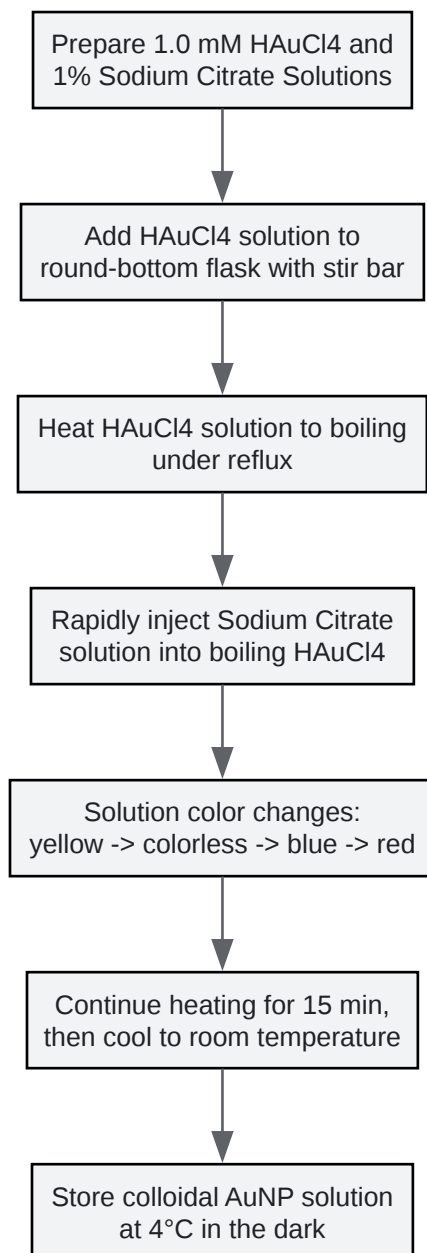 Prepare 1.0 mM HAuCl4 and
1% Sodium Citrate Solutions
Add HAuCl4 solution to
round-bottom flask with stir bar
Heat HAuCl4 solution to boiling
under reflux
Rapidly inject Sodium Citrate
solution into boiling HAuCl4
Solution color changes:
yellow -> colorless -> blue -> red
Continue heating for 15 min,
then cool to room temperature
Store colloidal AuNP solution
at 4°C in the dark